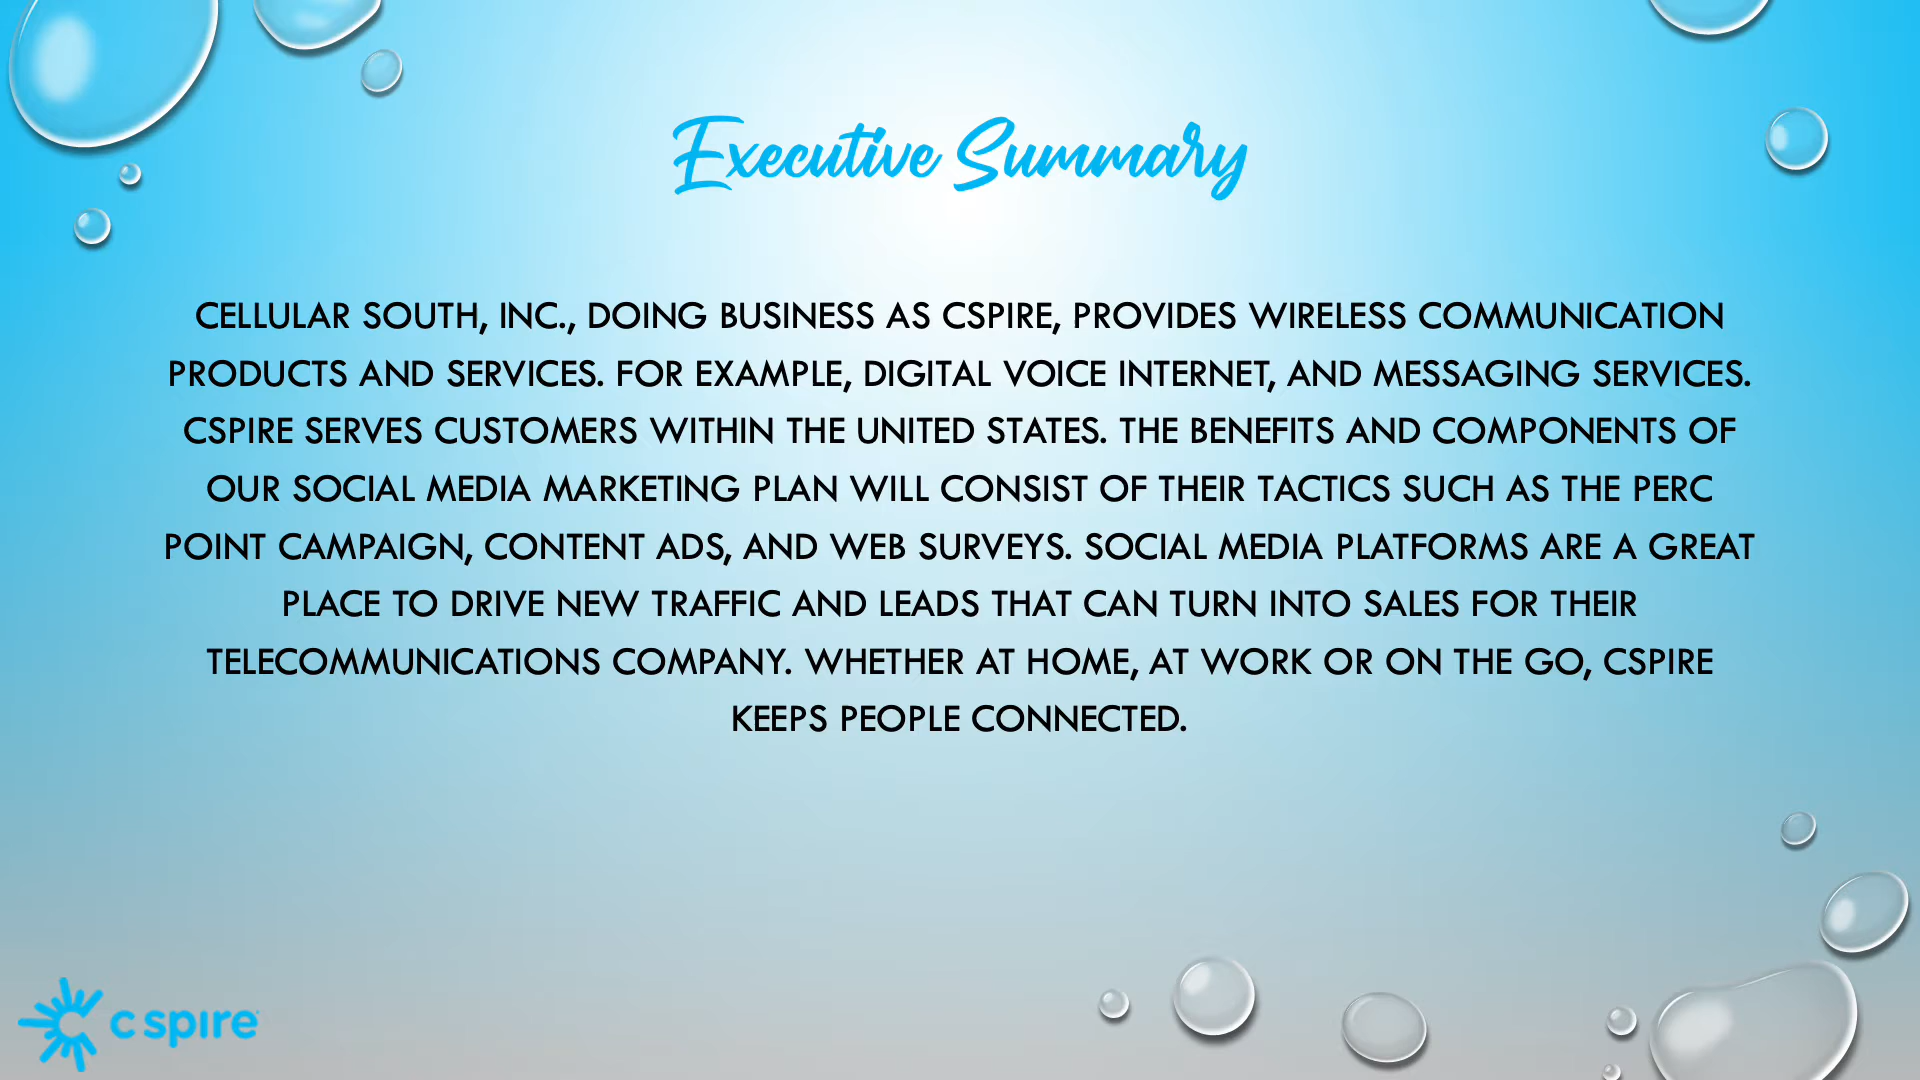 Executive Summary
CELLULAR SOUTH, INC., DOING BUSINESS AS CSPIRE, PROVIDES WIRELESS COMMUNICATION
PRODUCTS AND SERVICES. FOR EXAMPLE, DIGITAL VOICE INTERNET, AND MESSAGING SERVICES.
CSPIRE SERVES CUSTOMERS WITHIN THE UNITED STATES. THE BENEFITS AND COMPONENTS OF
OUR SOCIAL MEDIA MARKETING PLAN WILL CONSIST OF THEIR TACTICS SUCH AS THE PERC
POINT CAMPAIGN, CONTENT ADS, AND WEB SURVEYS. SOCIAL MEDIA PLATFORMS ARE A GREAT
PLACE TO DRIVE NEW TRAFFIC AND LEADS THAT CAN TURN INTO SALES FOR THEIR
TELECOMMUNICATIONS COMPANY. WHETHER AT HOME, AT WORK OR ON THE GO, CSPIRE
KEEPS PEOPLE CONNECTED.
c spire